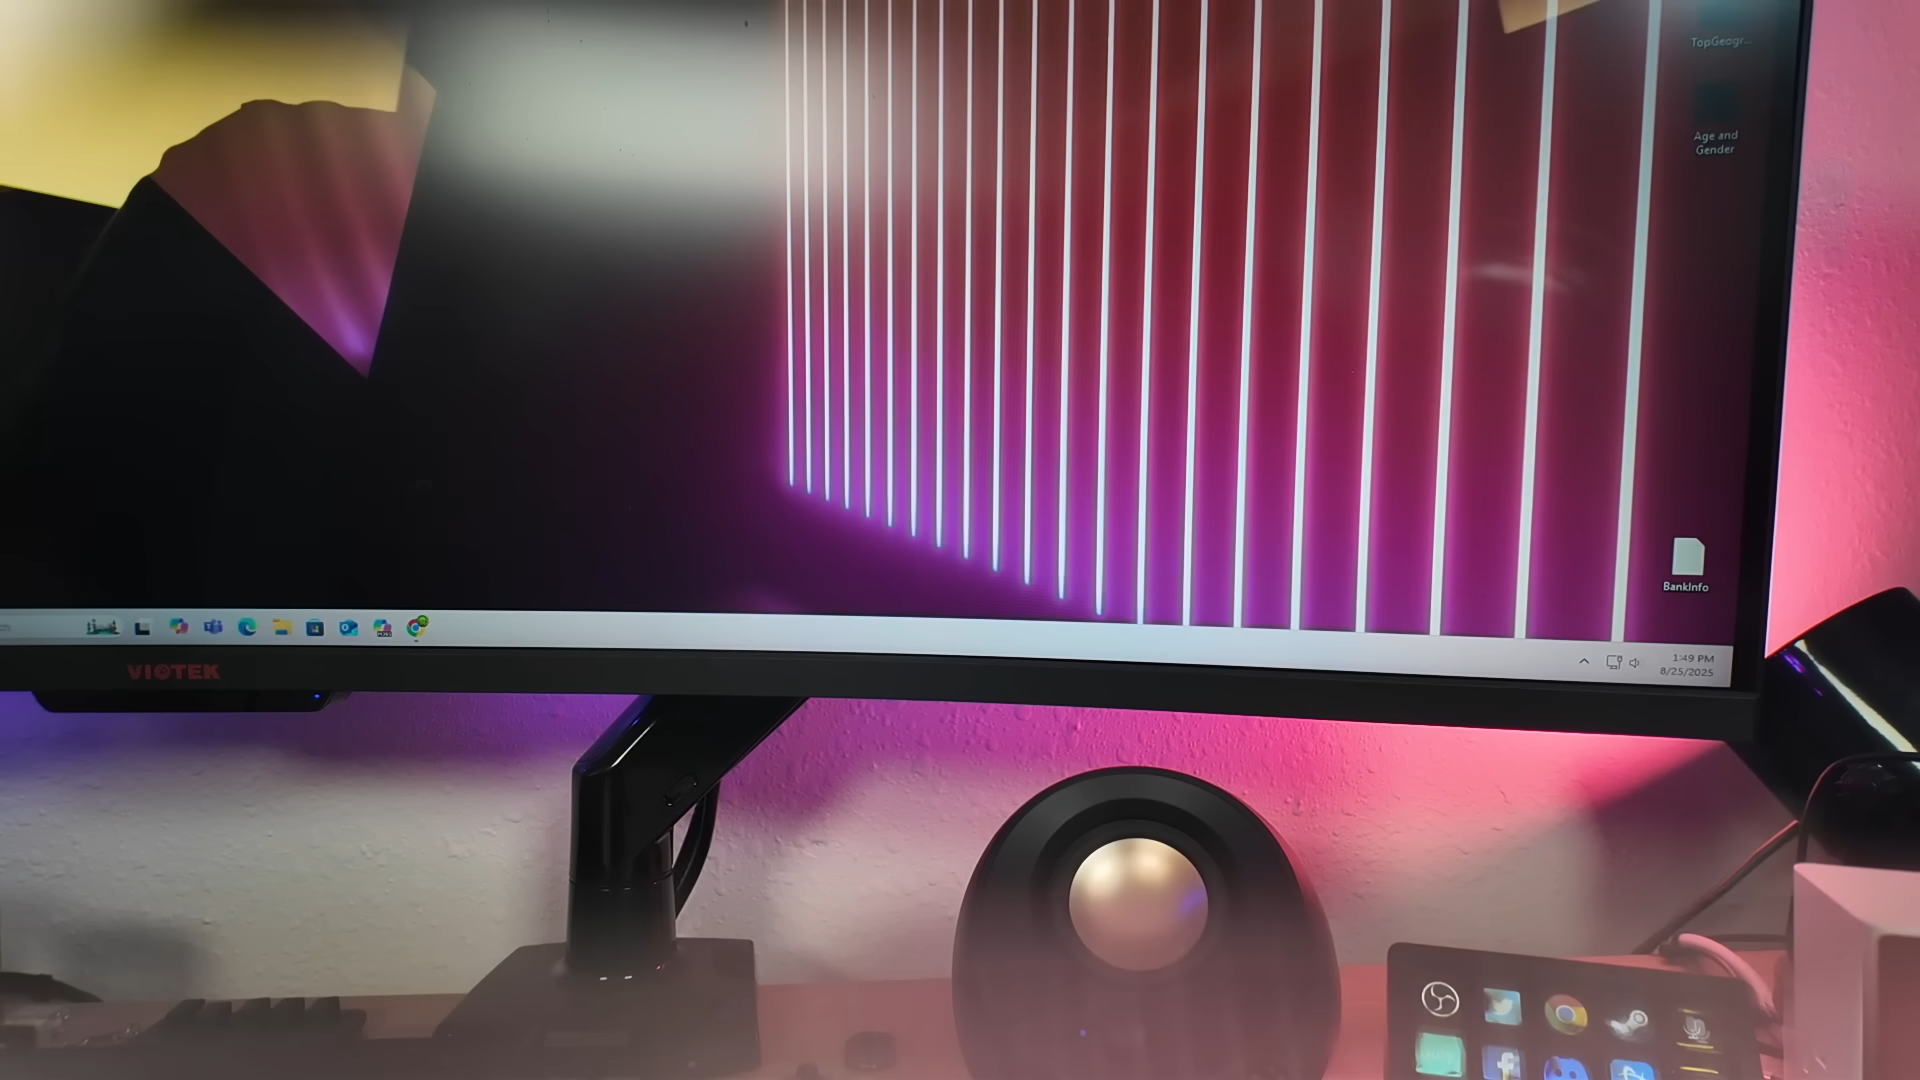 TopGeogr...
Age and
Gender
BankInfo
1:49 PM
8/25/2025
VIOTEK